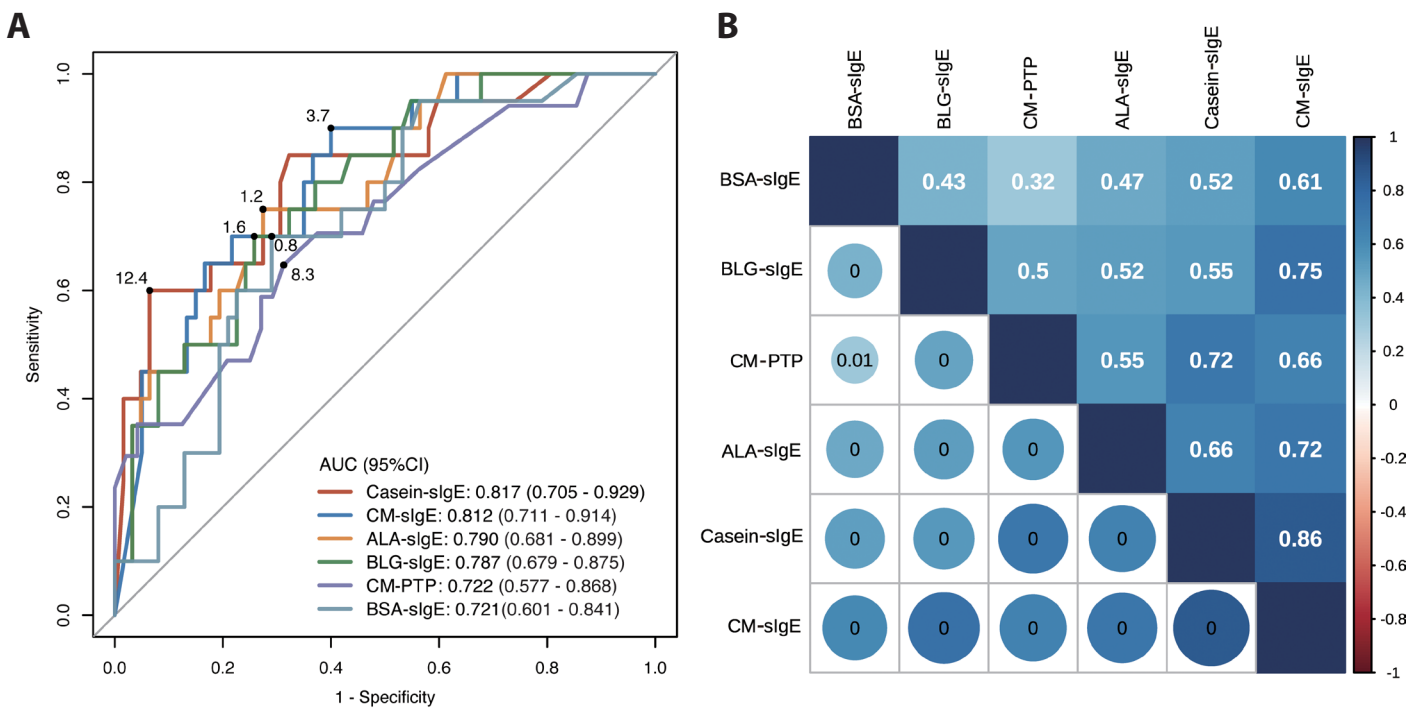 A
Sensitivity
1.0
0.8
0.6
0.4
0.2
0.0
3.7
1.2
1.6
0.8
8.3
12.4
AUC (95%CI)
Casein-sIgE: 0.817 (0.705 - 0.929)
CM-sIgE: 0.812 (0.711 - 0.914)
ALA-sIgE: 0.790 (0.681 - 0.899)
BLG-sIgE: 0.787 (0.679 - 0.875)
CM-PTP: 0.722 (0.577 - 0.868)
BSA-sIgE: 0.721(0.601 - 0.841)
0.0 0.2 0.4 0.6 0.8 1.0
1 - Specificity
B
BSA-sIgE BLG-sIgE CM-PTP ALA-sIgE Casein-sIgE CM-sIgE
BSA-sIgE 0.43 0.32 0.47 0.52 0.61
BLG-sIgE 0 0.5 0.52 0.55 0.75
CM-PTP 0.01 0 0.55 0.72 0.66
ALA-sIgE 0 0 0 0.66 0.72
Casein-sIgE 0 0 0 0 0.86
CM-sIgE 0 0 0 0 0
1
0.8
0.6
0.4
0.2
0
-0.2
-0.4
-0.6
-0.8
-1